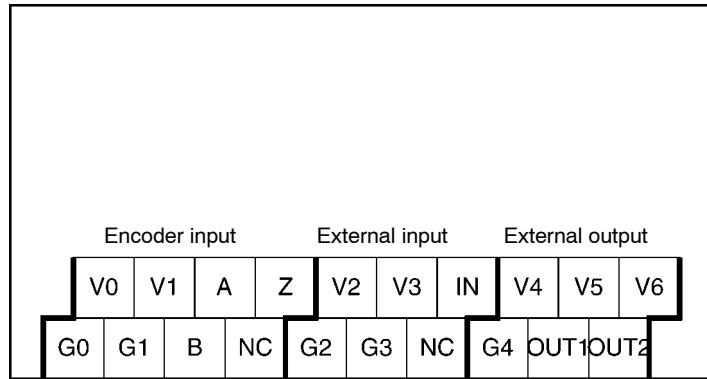 Encoder input External input External output
V0 V1 A Z V2 V3 IN V4 V5 V6
G0 G1 B NC G2 G3 NC G4 OUT1 OUT2